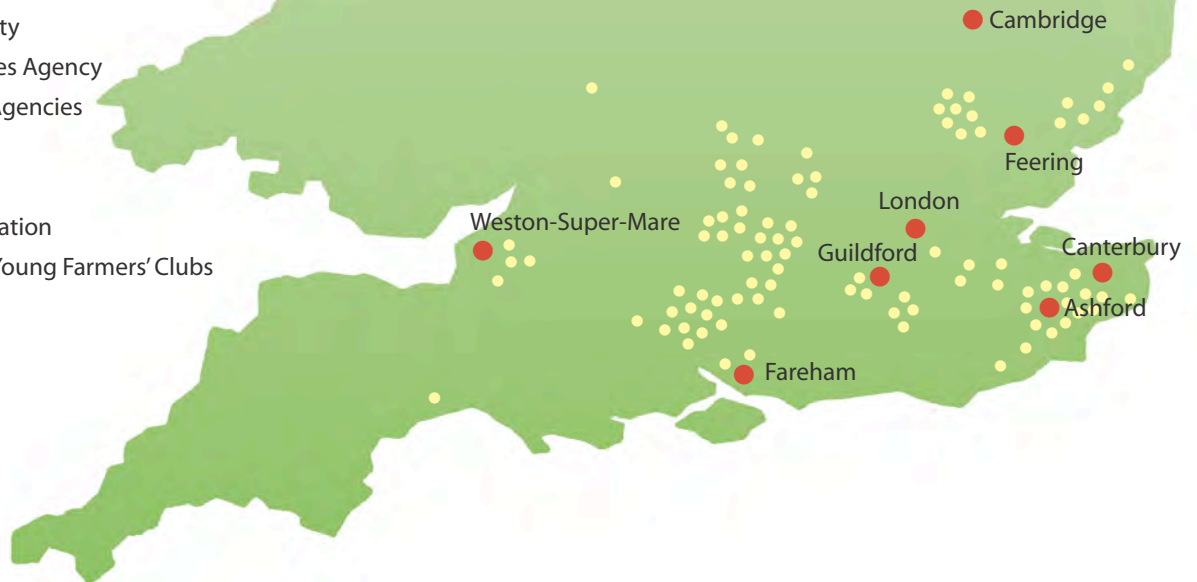 ty
es Agency
gencies
ation
Young Farmers' Clubs
Cambridge
Feering
London
Weston-Super-Mare
Guildford
Canterbury
Ashford
Fareham